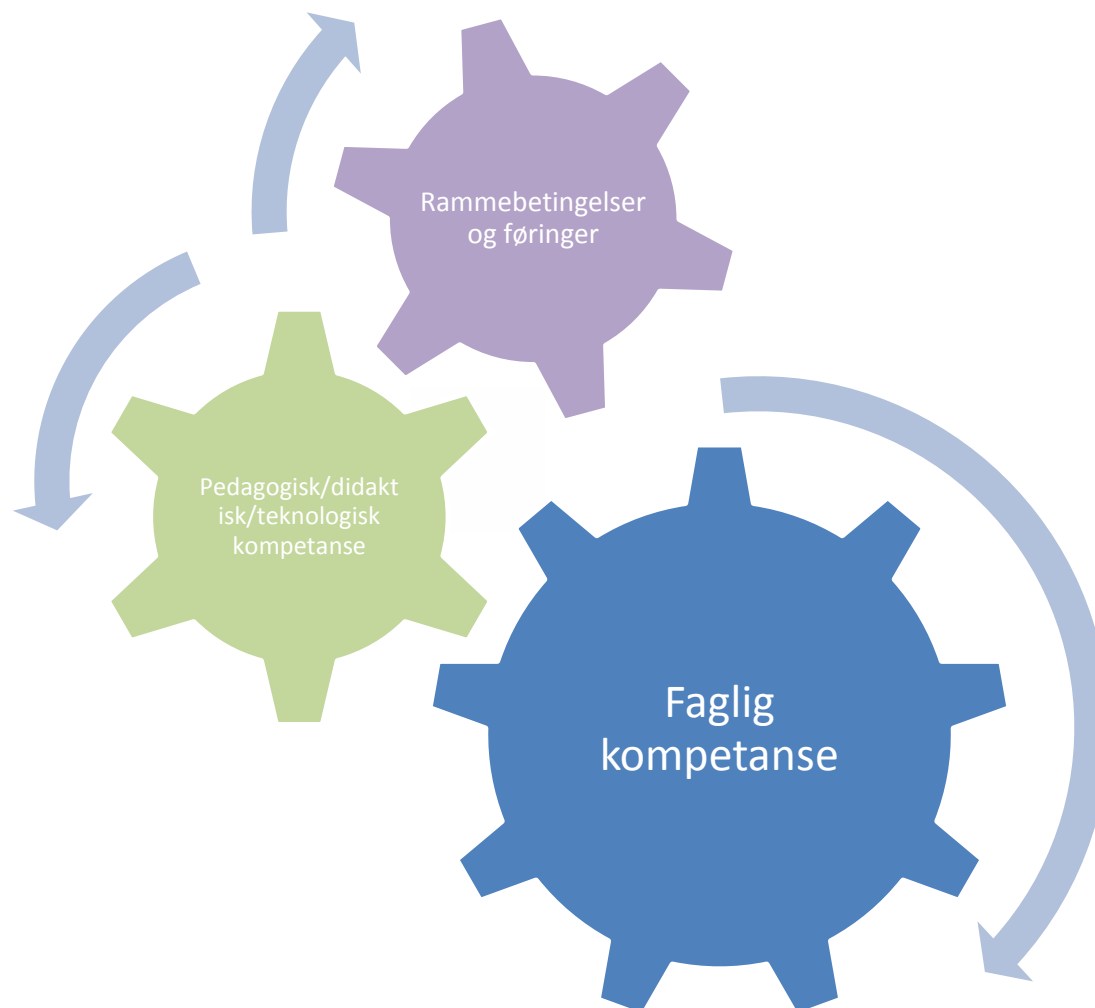 Rammebetingelser
og føringer
Pedagogisk/didakt
isk/teknologisk
kompetanse
Faglig
kompetanse